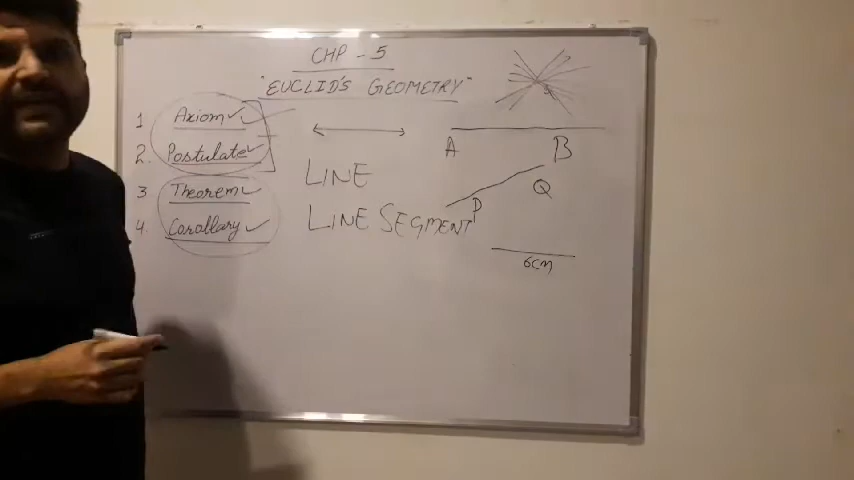 CHP - 5
"EUCLID'S GEOMETRY"
1 Axiom
2. Postulate
3 Theorem
4. Corollary
LINE
LINE SEGMENT
A B
P Q
6cm